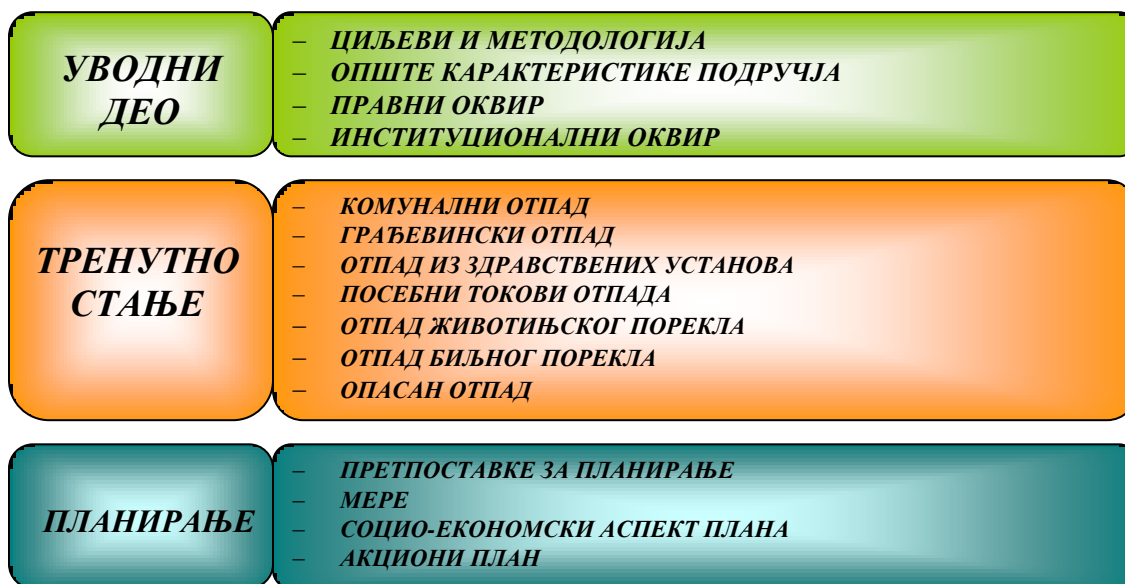 УВОДНИ
ДЕО
– ЦИЉЕВИ И МЕТОДОЛОГИЈА
– ОПШТЕ КАРАКТЕРИСТИКЕ ПОДРУЧЈА
– ПРАВНИ ОКВИР
– ИНСТИТУЦИОНАЛНИ ОКВИР
ТРЕНУТНО
СТАЊЕ
– КОМУНАЛНИ ОТПАД
– ГРАЂЕВИНСКИ ОТПАД
– ОТПАД ИЗ ЗДРАВСТВЕНИХ УСТАНОВА
– ПОСЕБНИ ТОКОВИ ОТПАДА
– ОТПАД ЖИВОТИЊСКОГ ПОРЕКЛА
– ОТПАД БИЉНОГ ПОРЕКЛА
– ОПАСАН ОТПАД
ПЛАНИРАЊЕ
– ПРЕТПОСТАВКЕ ЗА ПЛАНИРАЊЕ
– МЕРЕ
– СОЦИО-ЕКОНОМСКИ АСПЕКТ ПЛАНА
– АКЦИОНИ ПЛАН